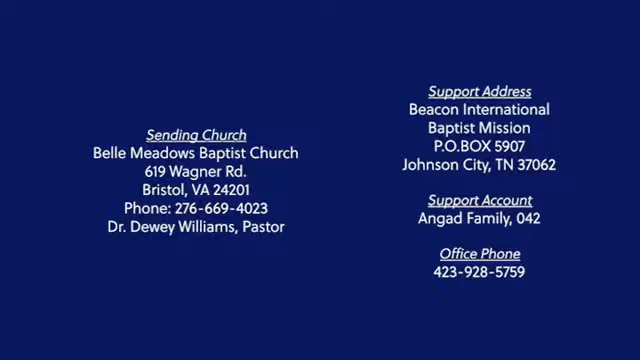 Sending Church
Belle Meadows Baptist Church
619 Wagner Rd.
Bristol, VA 24201
Phone: 276-669-4023
Dr. Dewey Williams, Pastor
Support Address
Beacon International
Baptist Mission
P.O.BOX 5907
Johnson City, TN 37062
Support Account
Angad Family, 042
Office Phone
423-928-5759